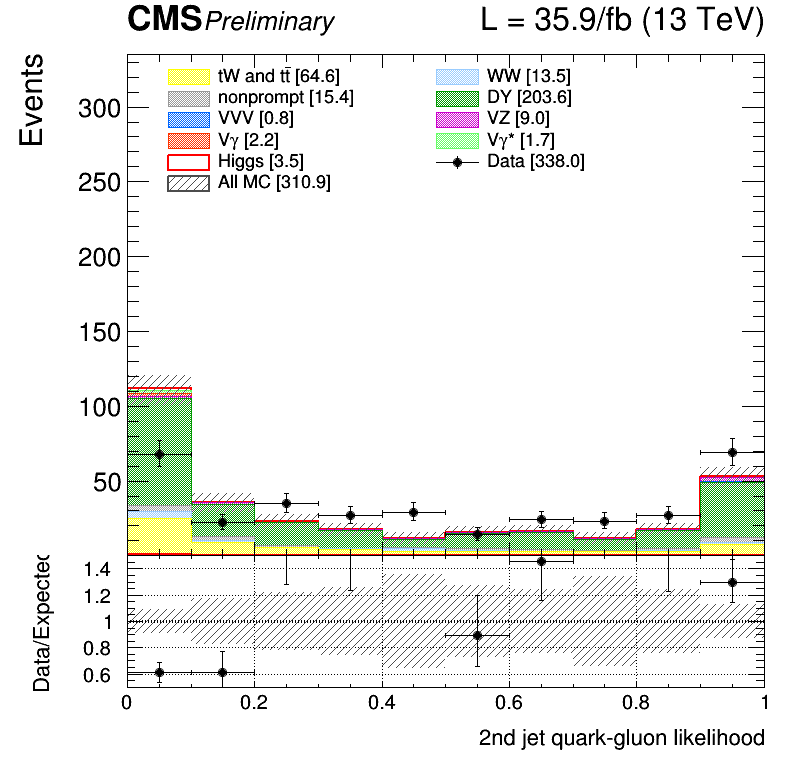 CMS Preliminary L = 35.9/fb (13 TeV)
Events
tW and tt̄ [64.6] WW [13.5]
nonprompt [15.4] DY [203.6]
VVV [0.8] VZ [9.0]
Vγ [2.2] Vγ* [1.7]
Higgs [3.5] Data [338.0]
All MC [310.9]
300
250
200
150
100
50
Data/Expected
1.4
1.2
1
0.8
0.6
0 0.2 0.4 0.6 0.8 1
2nd jet quark-gluon likelihood